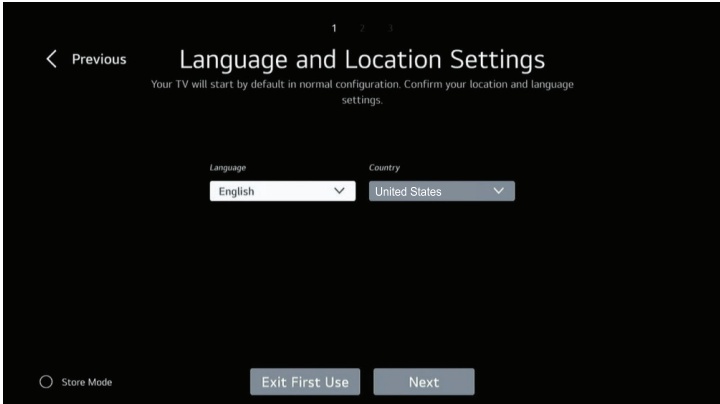 1 2 3
Previous
Language and Location Settings
Your TV will start by default in normal configuration. Confirm your location and language
settings.
Language Country
English United States
Store Mode
Exit First Use Next